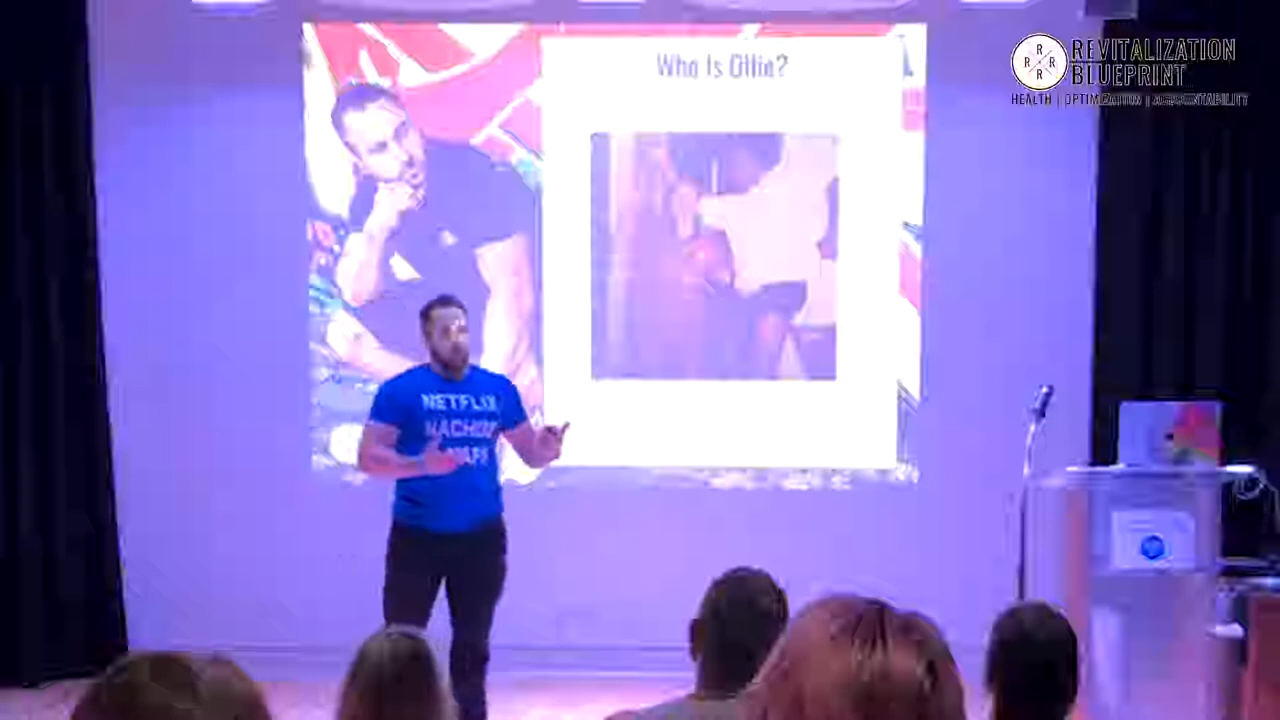 Who Is Ollie?
R
R R
R
REVITALIZATION
BLUEPRINT
HEALTH | OPTIMIZATION | ACCOUNTABILITY
NETFLIX
NACHOS